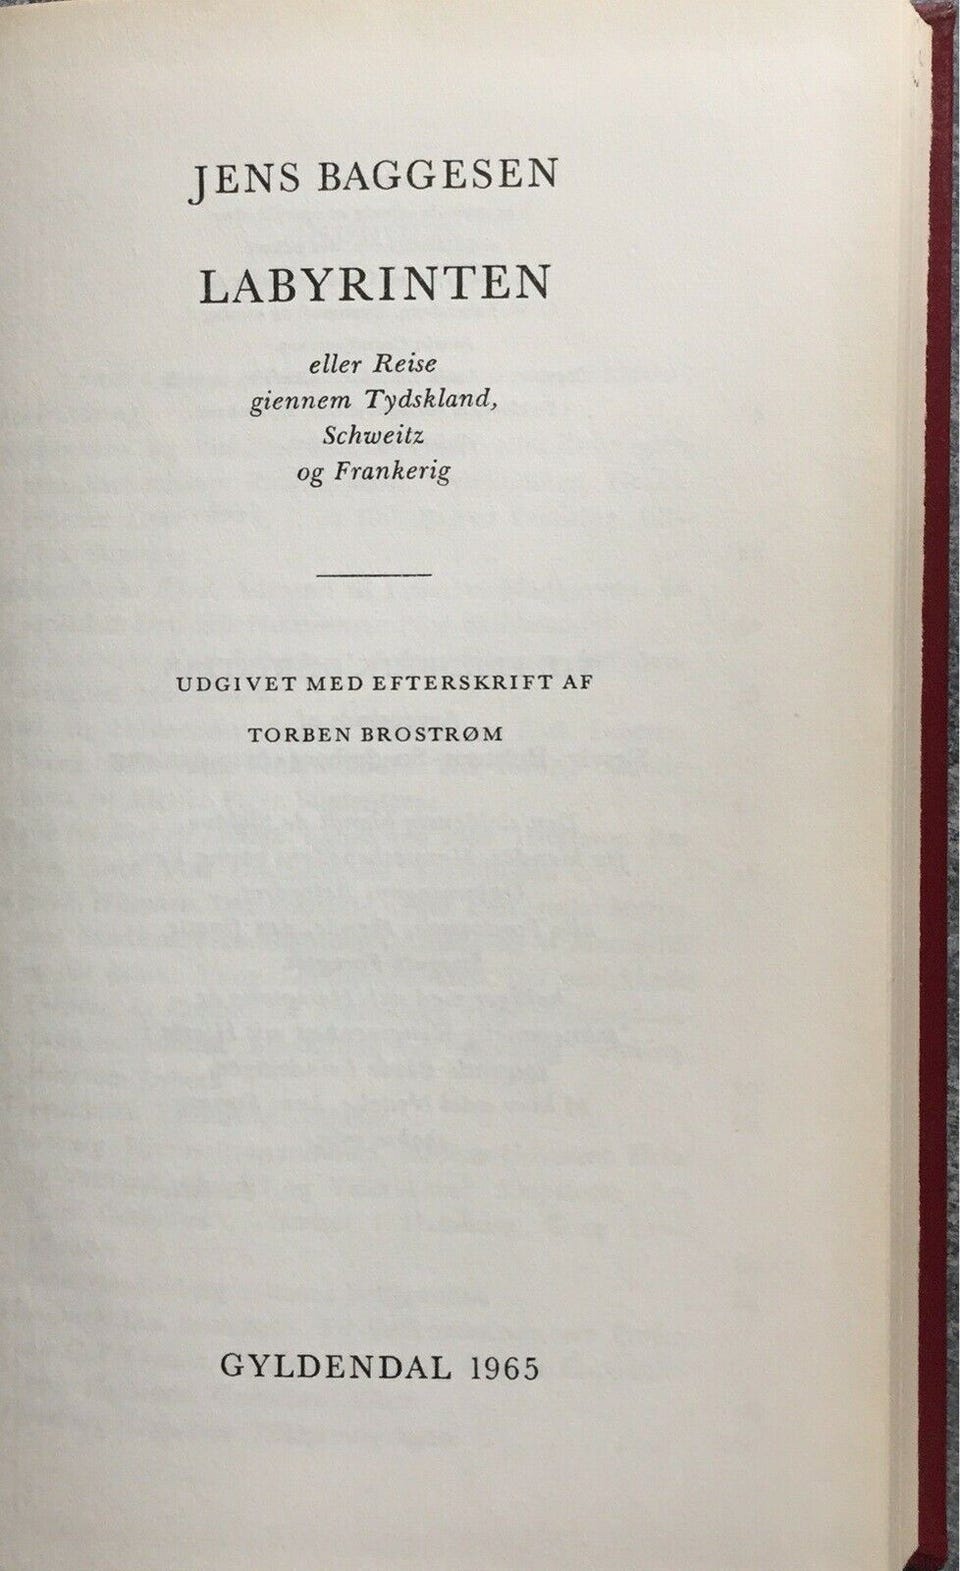 JENS BAGGESEN
LABYRINTEN
eller Reise
giennem Tydskland,
Schweitz
og Frankerig
UDGIVET MED EFTERSKRIFT AF
TORBEN BROSTRØM
GYLDENDAL 1965